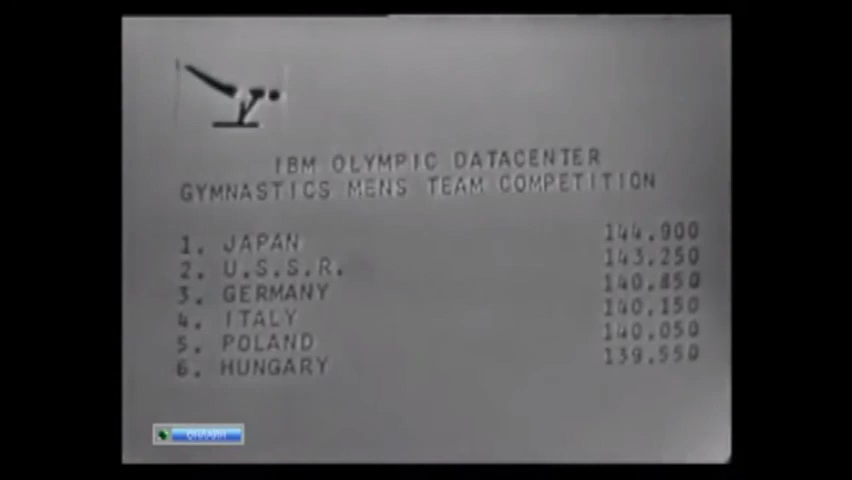 IBM OLYMPIC DATACENTER
GYMNASTICS MENS TEAM COMPETITION
1. JAPAN 144.900
2. U.S.S.R. 143.250
3. GERMANY 140.850
4. ITALY 140.150
5. POLAND 140.050
6. HUNGARY 139.550